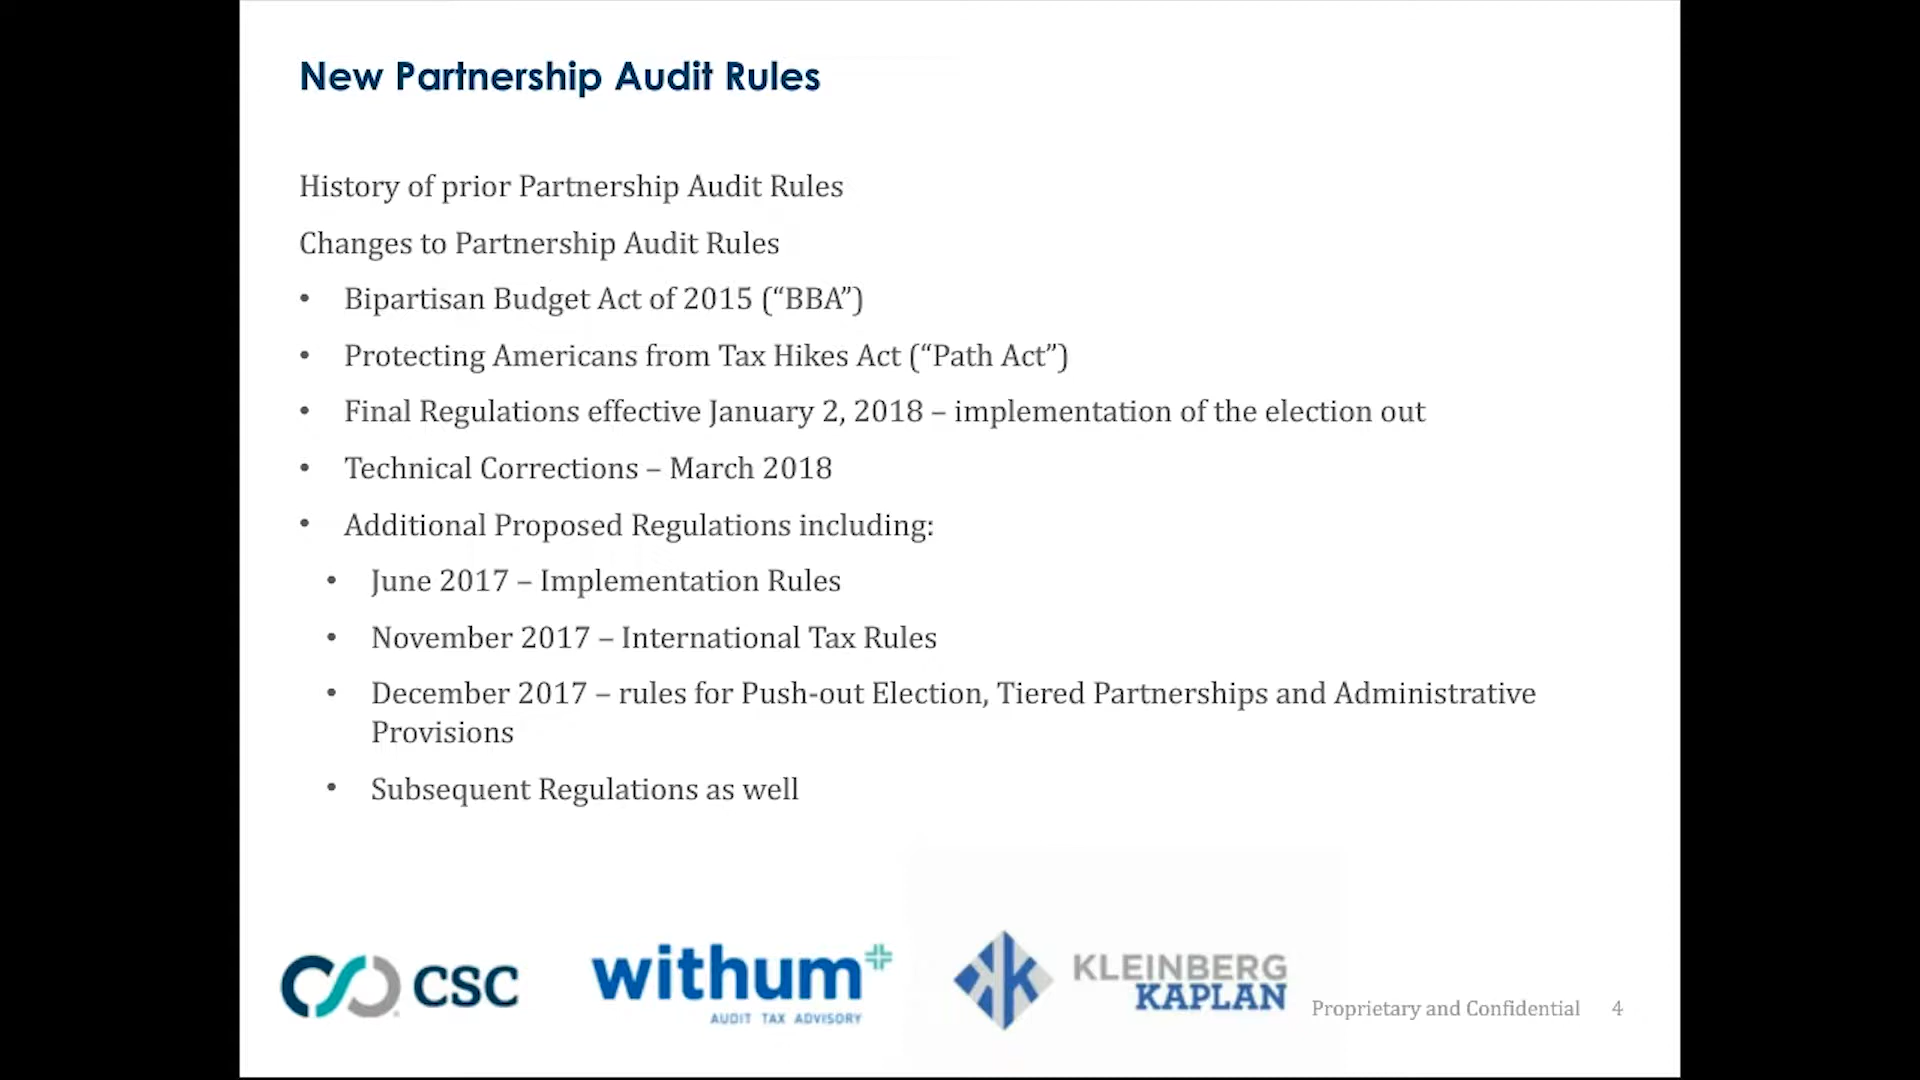 New Partnership Audit Rules
History of prior Partnership Audit Rules
Changes to Partnership Audit Rules
• Bipartisan Budget Act of 2015 (“BBA”)
• Protecting Americans from Tax Hikes Act (“Path Act”)
• Final Regulations effective January 2, 2018 – implementation of the election out
• Technical Corrections – March 2018
• Additional Proposed Regulations including:
• June 2017 – Implementation Rules
• November 2017 – International Tax Rules
• December 2017 – rules for Push-out Election, Tiered Partnerships and Administrative
Provisions
• Subsequent Regulations as well
CSC
withum+
AUDIT TAX ADVISORY
KLEINBERG
KAPLAN
Proprietary and Confidential 4